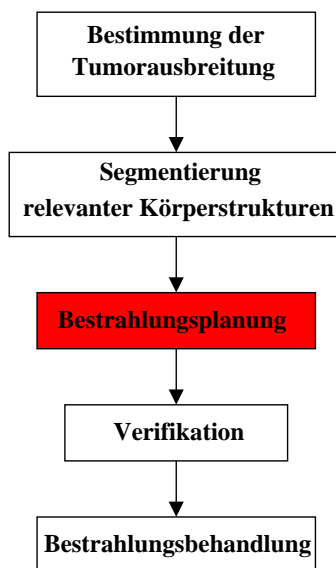 Bestimmung der
Tumorausbreitung
Segmentierung
relevanter Körperstrukturen
Bestrahlungsplanung
Verifikation
Bestrahlungsbehandlung